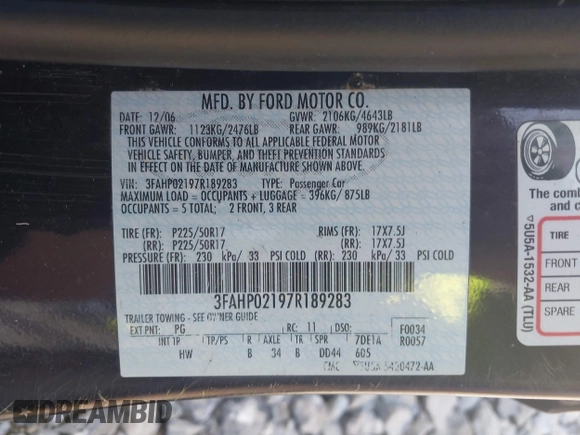 MFD. BY FORD MOTOR CO.
DATE: 12/06 GVWR: 2106KG/4643LB
FRONT GAWR: 1123KG/2476LB REAR GAWR: 989KG/2181LB
THIS VEHICLE CONFORMS TO ALL APPLICABLE FEDERAL MOTOR
VEHICLE SAFETY, BUMPER, AND THEFT PREVENTION STANDARDS
IN EFFECT ON THE DATE OF MANUFACTURE SHOWN ABOVE.
VIN: 3FAHP02197R189283 TYPE: Passenger Car
MAXIMUM LOAD = OCCUPANTS + LUGGAGE = 396KG/875LB
OCCUPANTS = 5 TOTAL; 2 FRONT, 3 REAR
TIRE (FR): P225/50R17 RIMS (FR): 17X7.5J
(RR): P225/50R17 (RR): 17X7.5J
PRESSURE (FR): 230 kPa/ 33 PSI COLD (RR): 230 kPa/ 33 PSI COLD
3FAHP02197R189283
TRAILER TOWING - SEE OWNER GUIDE
EXT PNT: PG RC: 11 DSO: F0034
INT TP TP/PS R AXLE TR SPR 7DE1A R0057
HW B 34 B DD44 605
5U5A-5420472-AA
The comb
and c
TIRE
FRONT
REAR
SPARE
5U5A-1532-AA (TLU)
DREAMBID